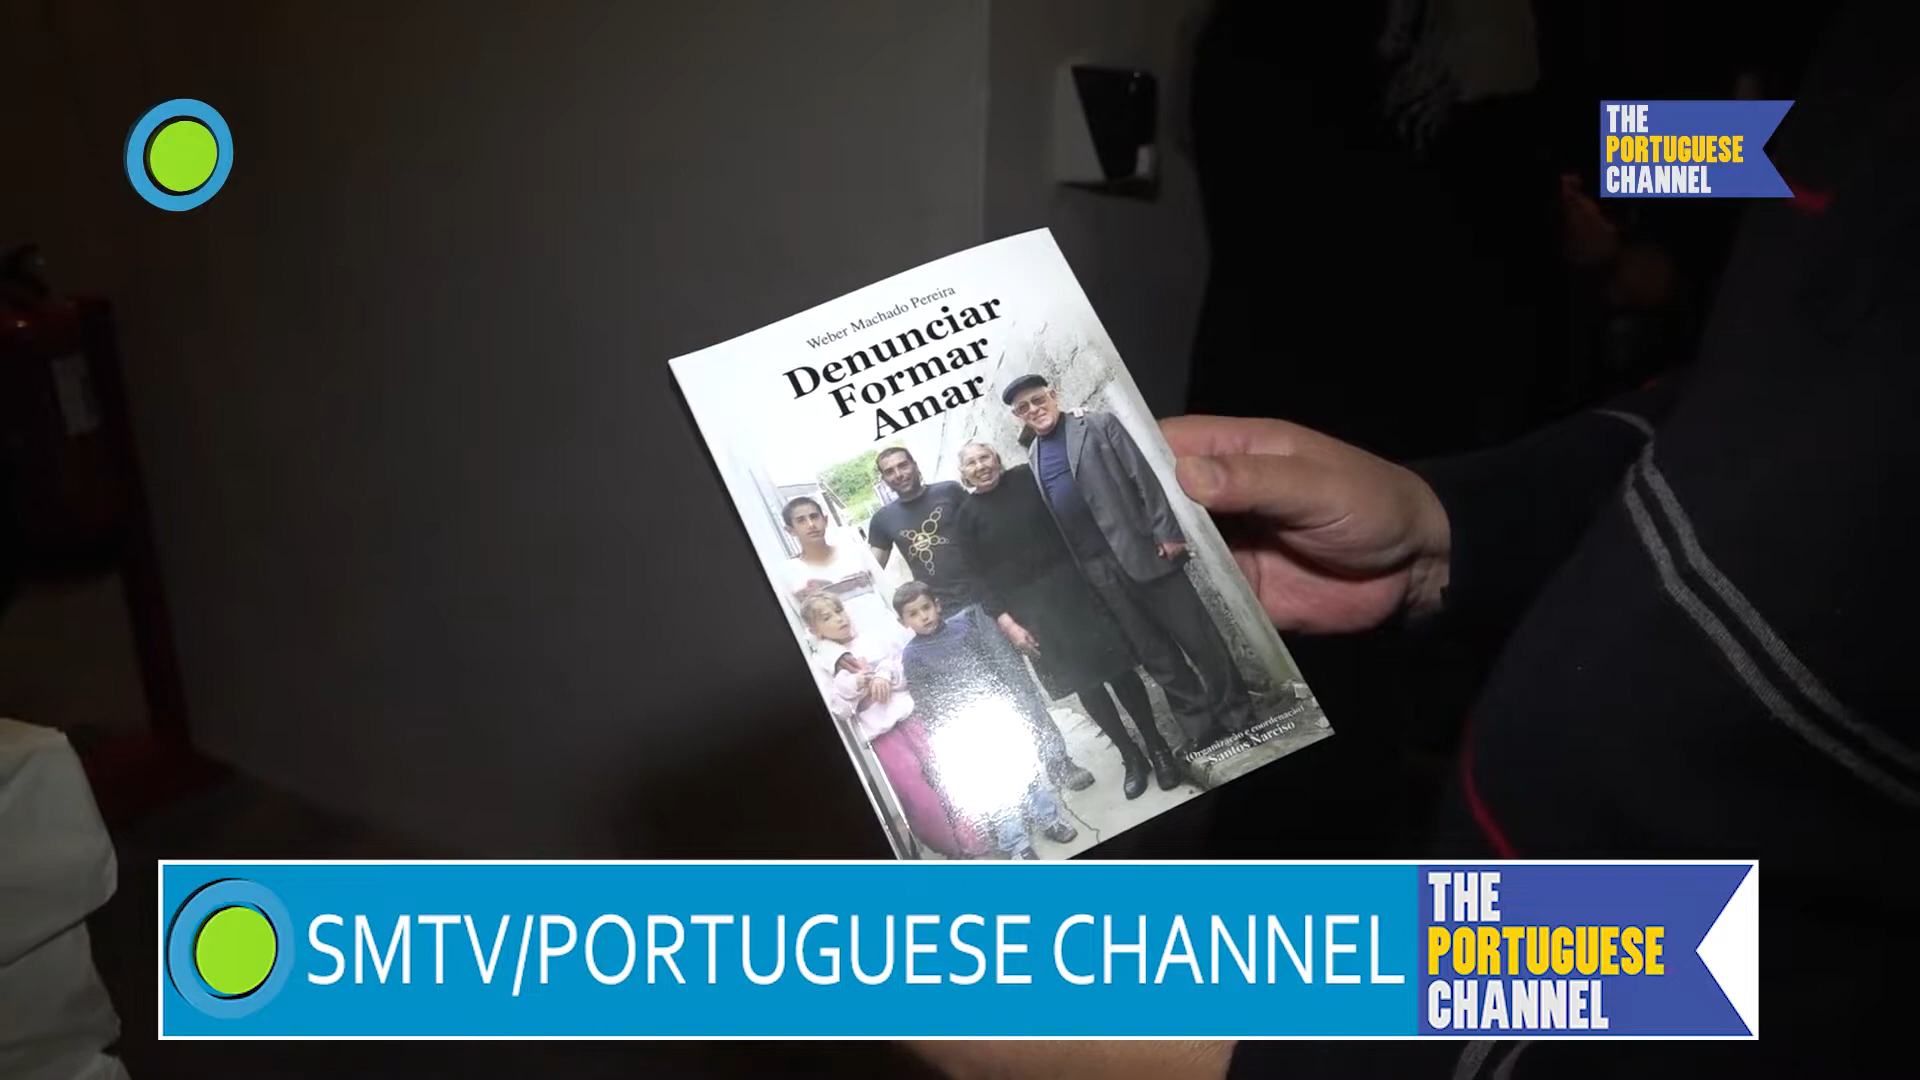 THE
PORTUGUESE
CHANNEL
Weber Machado Pereira
Denunciar
Formar
Amar
(Organização e coordenação)
Santos Narciso
SMTV/PORTUGUESE CHANNEL
THE
PORTUGUESE
CHANNEL